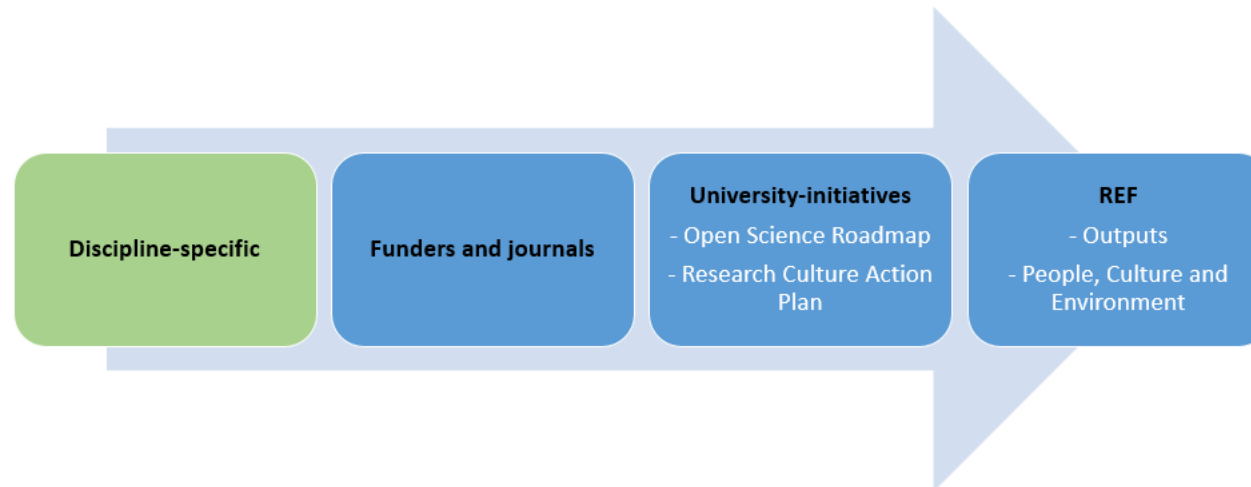 Discipline-specific
Funders and journals
University-initiatives
- Open Science Roadmap
- Research Culture Action
Plan
REF
- Outputs
- People, Culture and
Environment